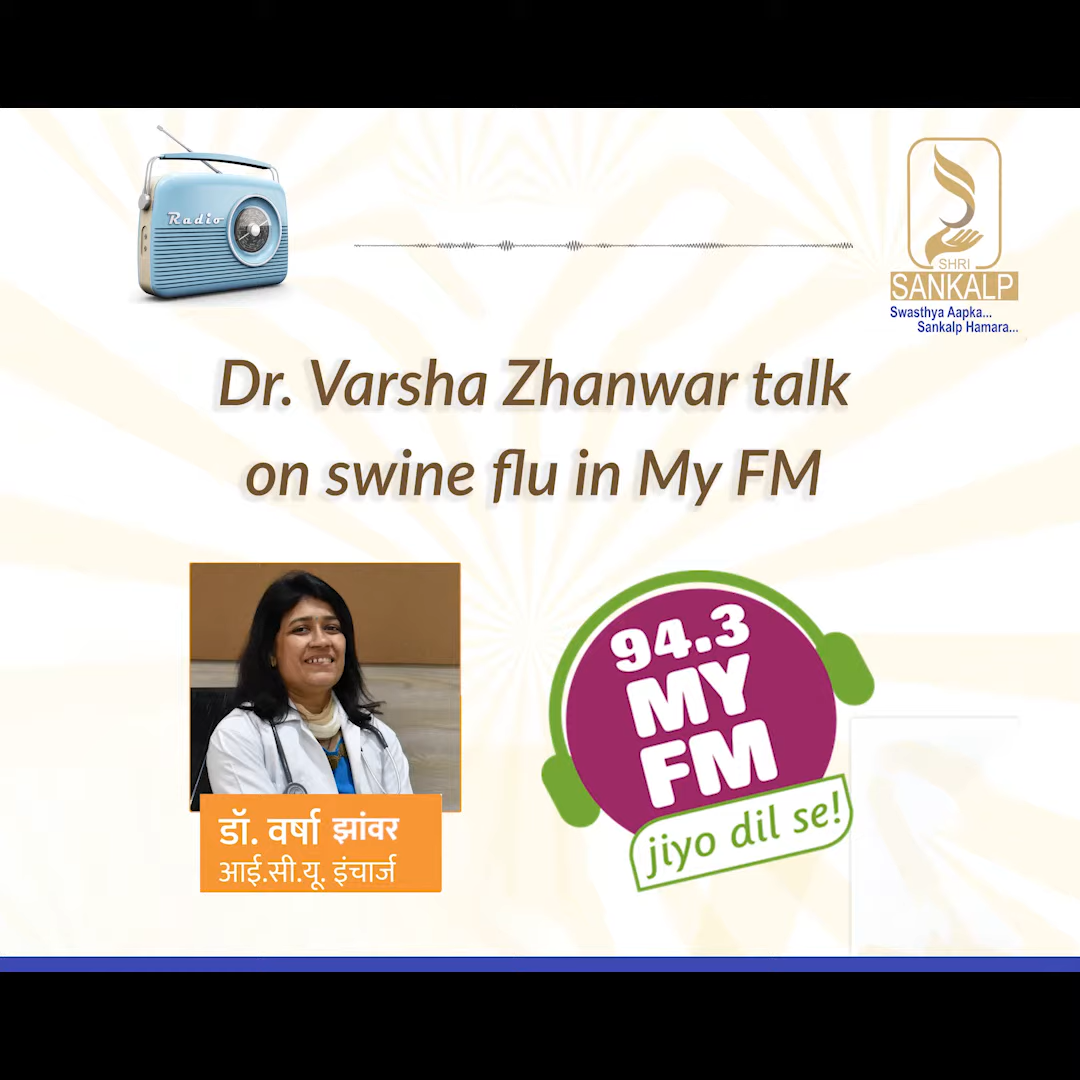 Radio
SHRI
SANKALP
Swasthya Aapka...
Sankalp Hamara...
Dr. Varsha Zhanwar talk
on swine flu in My FM
94.3
MY
FM
jiyo dil se!
डॉ. वर्षा झांवर
आई.सी.यू. इंचार्ज